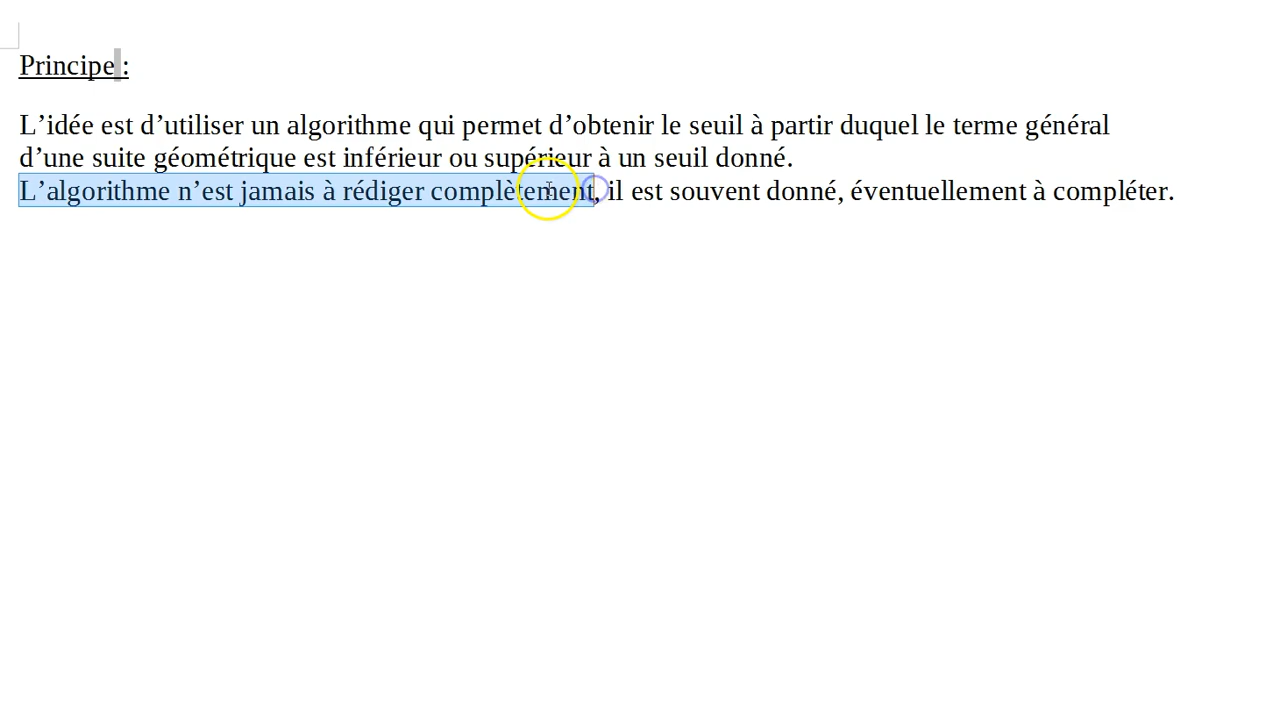 Principe :
L’idée est d’utiliser un algorithme qui permet d’obtenir le seuil à partir duquel le terme général
d’une suite géométrique est inférieur ou supérieur à un seuil donné.
L’algorithme n’est jamais à rédiger complètement, il est souvent donné, éventuellement à compléter.